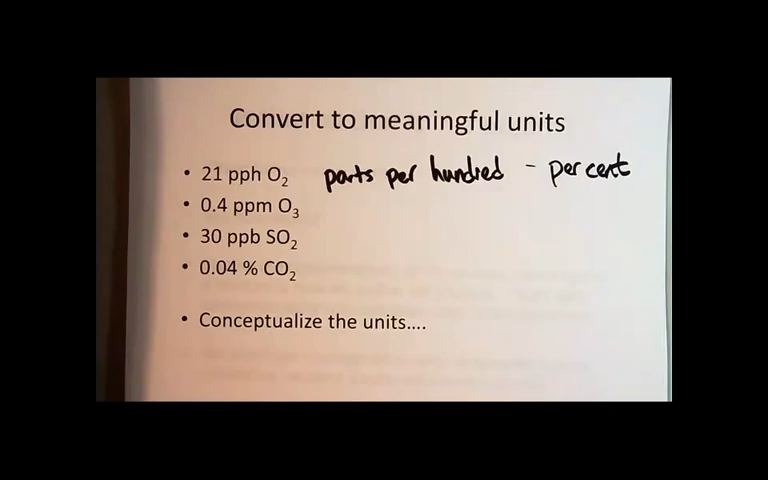 Convert to meaningful units
• 21 pph O₂ parts per hundred - per cent
• 0.4 ppm O₃
• 30 ppb SO₂
• 0.04 % CO₂
• Conceptualize the units....